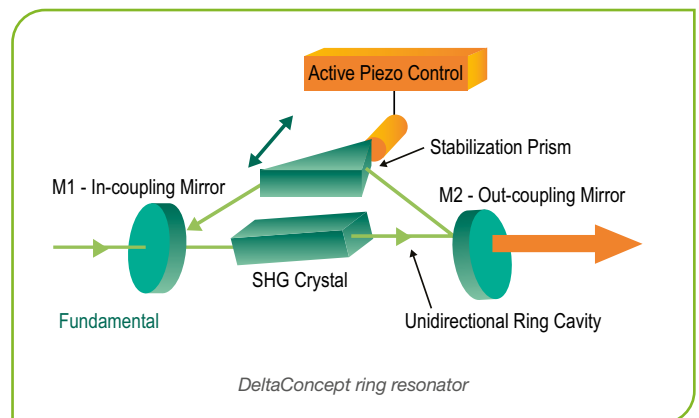 Active Piezo Control
Stabilization Prism
M1 - In-coupling Mirror
M2 - Out-coupling Mirror
SHG Crystal
Fundamental
Unidirectional Ring Cavity
DeltaConcept ring resonator